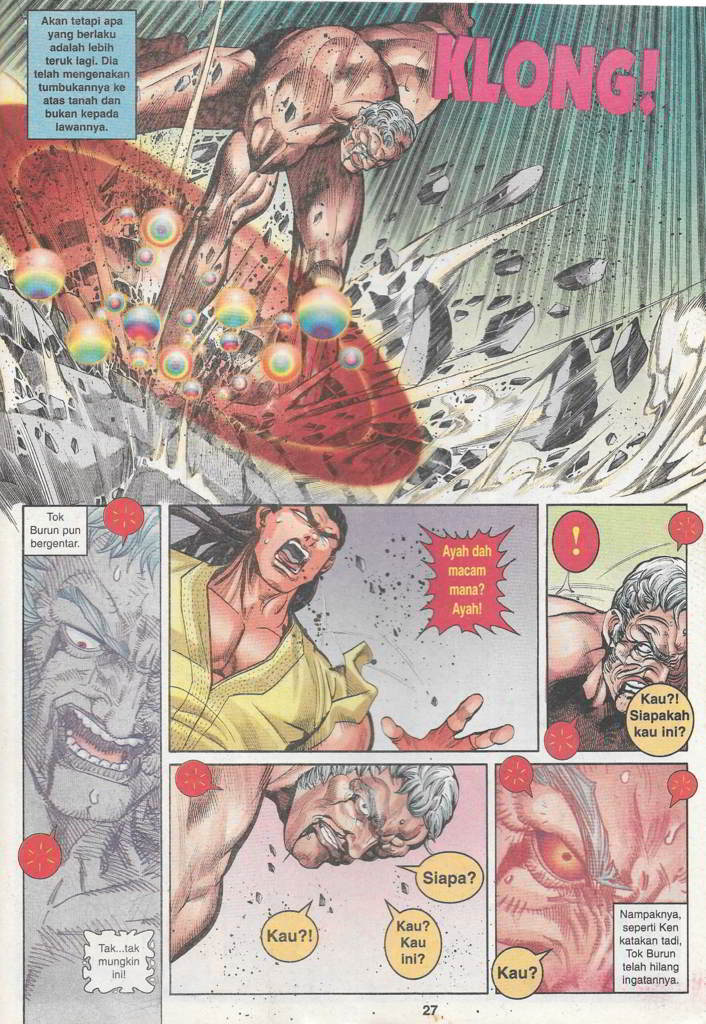 Akan tetapi apa
yang berlaku
adalah lebih
teruk lagi. Dia
telah mengenakan
tumbukannya ke
atas tanah dan
bukan kepada
lawannya.
KLONG!
Tok
Burun pun
bergentar.
Tak...tak
mungkin
ini!
Ayah dah
macam
mana?
Ayah!
!
Kau?!
Siapakah
kau ini?
Siapa?
Kau?!
Kau?
Kau
ini?
Kau?
Nampaknya,
seperti Ken
katakan tadi,
Tok Burun
telah hilang
ingatannya.
27